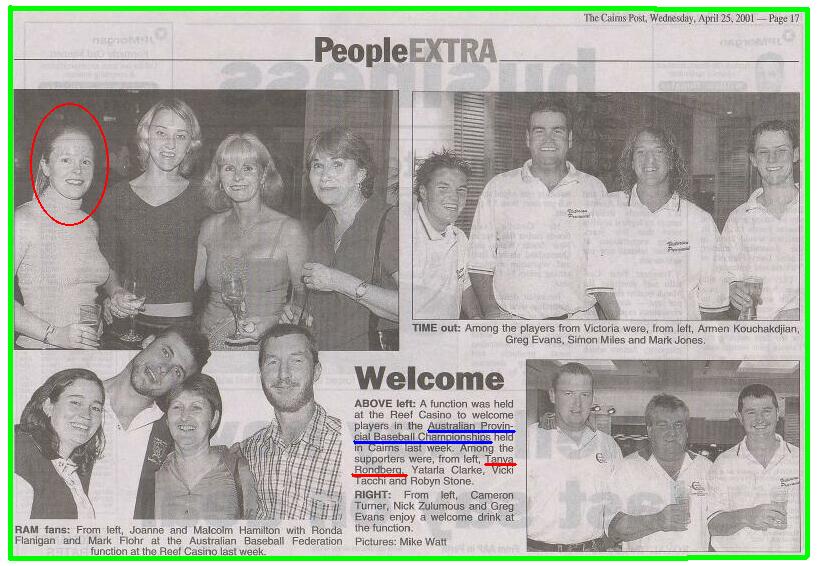 The Cairns Post, Wednesday, April 25, 2001 — Page 17
PeopleEXTRA
Victorian
Provincial
Victorian
Provincial
TIME out: Among the players from Victoria were, from left, Armen Kouchakdjian,
Greg Evans, Simon Miles and Mark Jones.
Welcome
ABOVE left: A function was held
at the Reef Casino to welcome
players in the Australian Provin-
cial Baseball Championships held
in Cairns last week. Among the
supporters were, from left, Tanya
Rondberg, Yatarla Clarke, Vicki
Tacchi and Robyn Stone.
RIGHT: From left, Cameron
Turner, Nick Zulumous and Greg
Evans enjoy a welcome drink at
the function.
Pictures: Mike Watt
RAM fans: From left, Joanne and Malcolm Hamilton with Ronda
Flanigan and Mark Flohr at the Australian Baseball Federation
function at the Reef Casino last week.